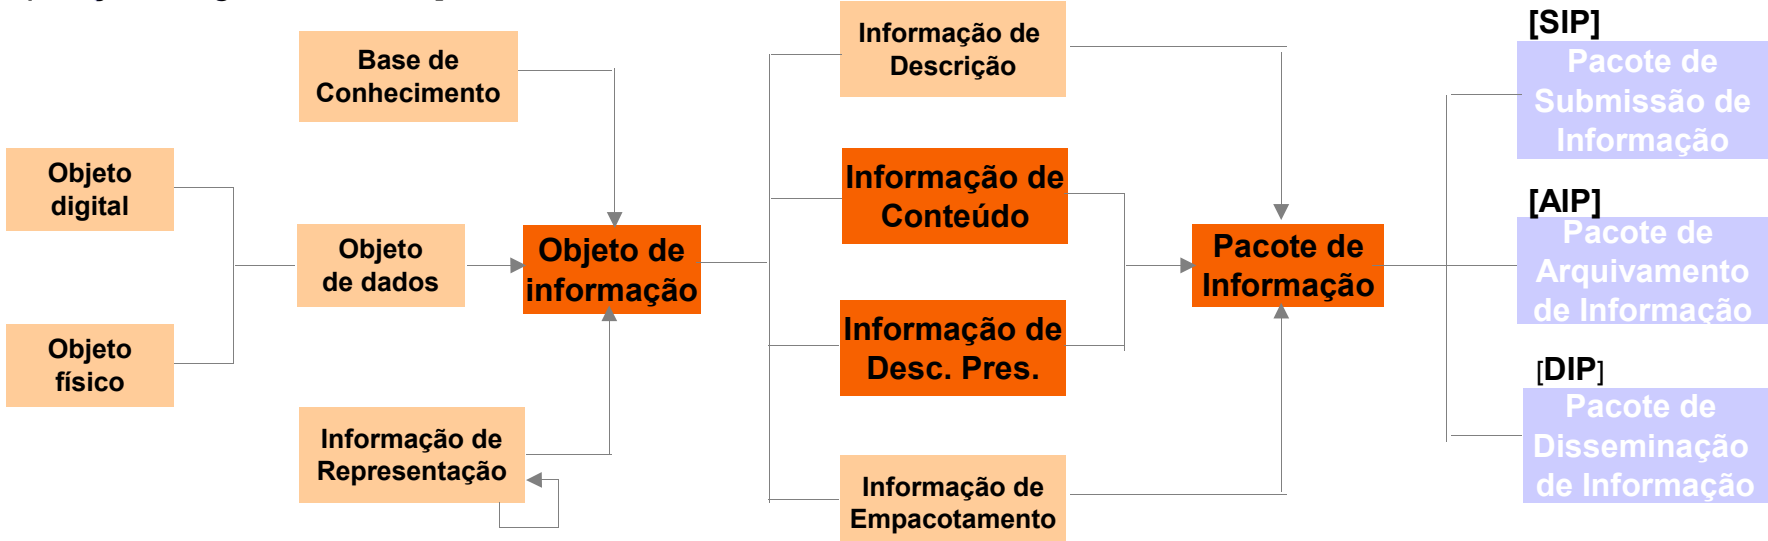 Base de
Conhecimento
Objeto
digital
Objeto
físico
Objeto
de dados
Informação de
Representação
Objeto de
informação
Informação de
Descrição
Informação de
Conteúdo
Informação de
Desc. Pres.
Informação de
Empacotamento
Pacote de
Informação
[SIP]
Pacote de
Submissão de
Informação
[AIP]
Pacote de
Arquivamento
de Informação
[DIP]
Pacote de
Disseminação
de Informação